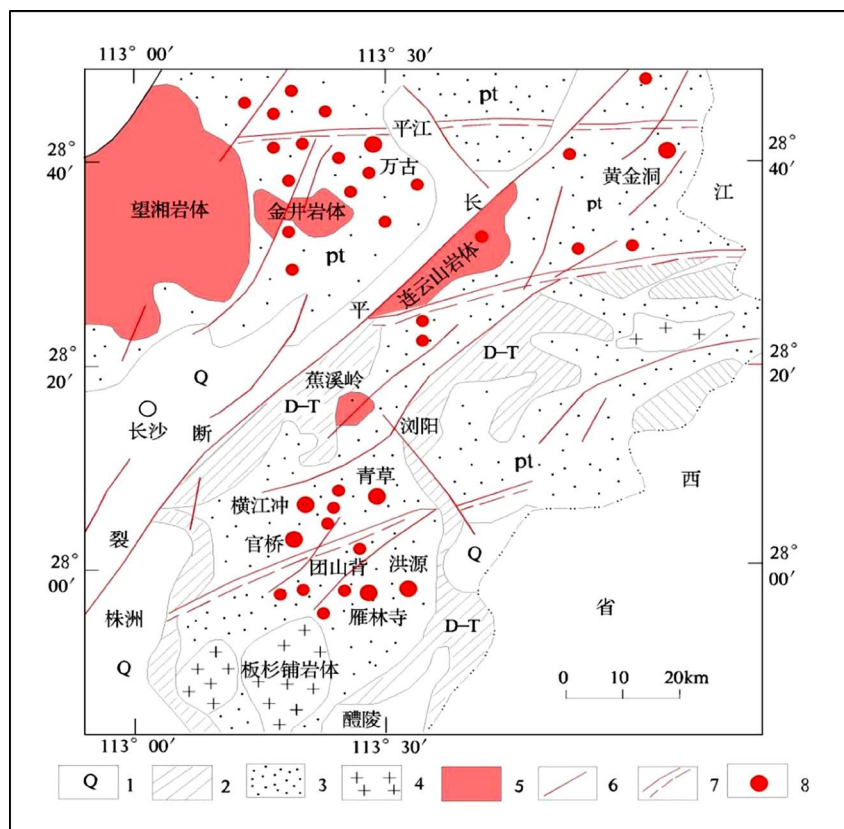 113° 00′
113° 30′
pt
平江
28°
40′
万古
黄金洞
28°
40′
江
望湘岩体
金井岩体
长
pt
pt
连云山岩体
平
28°
20′
Q
D–T
28°
20′
蕉溪岭
长沙
断
D–T
浏阳
pt
西
青草
横江冲
裂
官桥
Q
28°
00′
团山背
洪源
28°
00′
株洲
雁林寺
省
D–T
Q
板杉铺岩体
0
10
20km
醴陵
113° 00′
113° 30′
Q
1
2
3
4
5
6
7
8